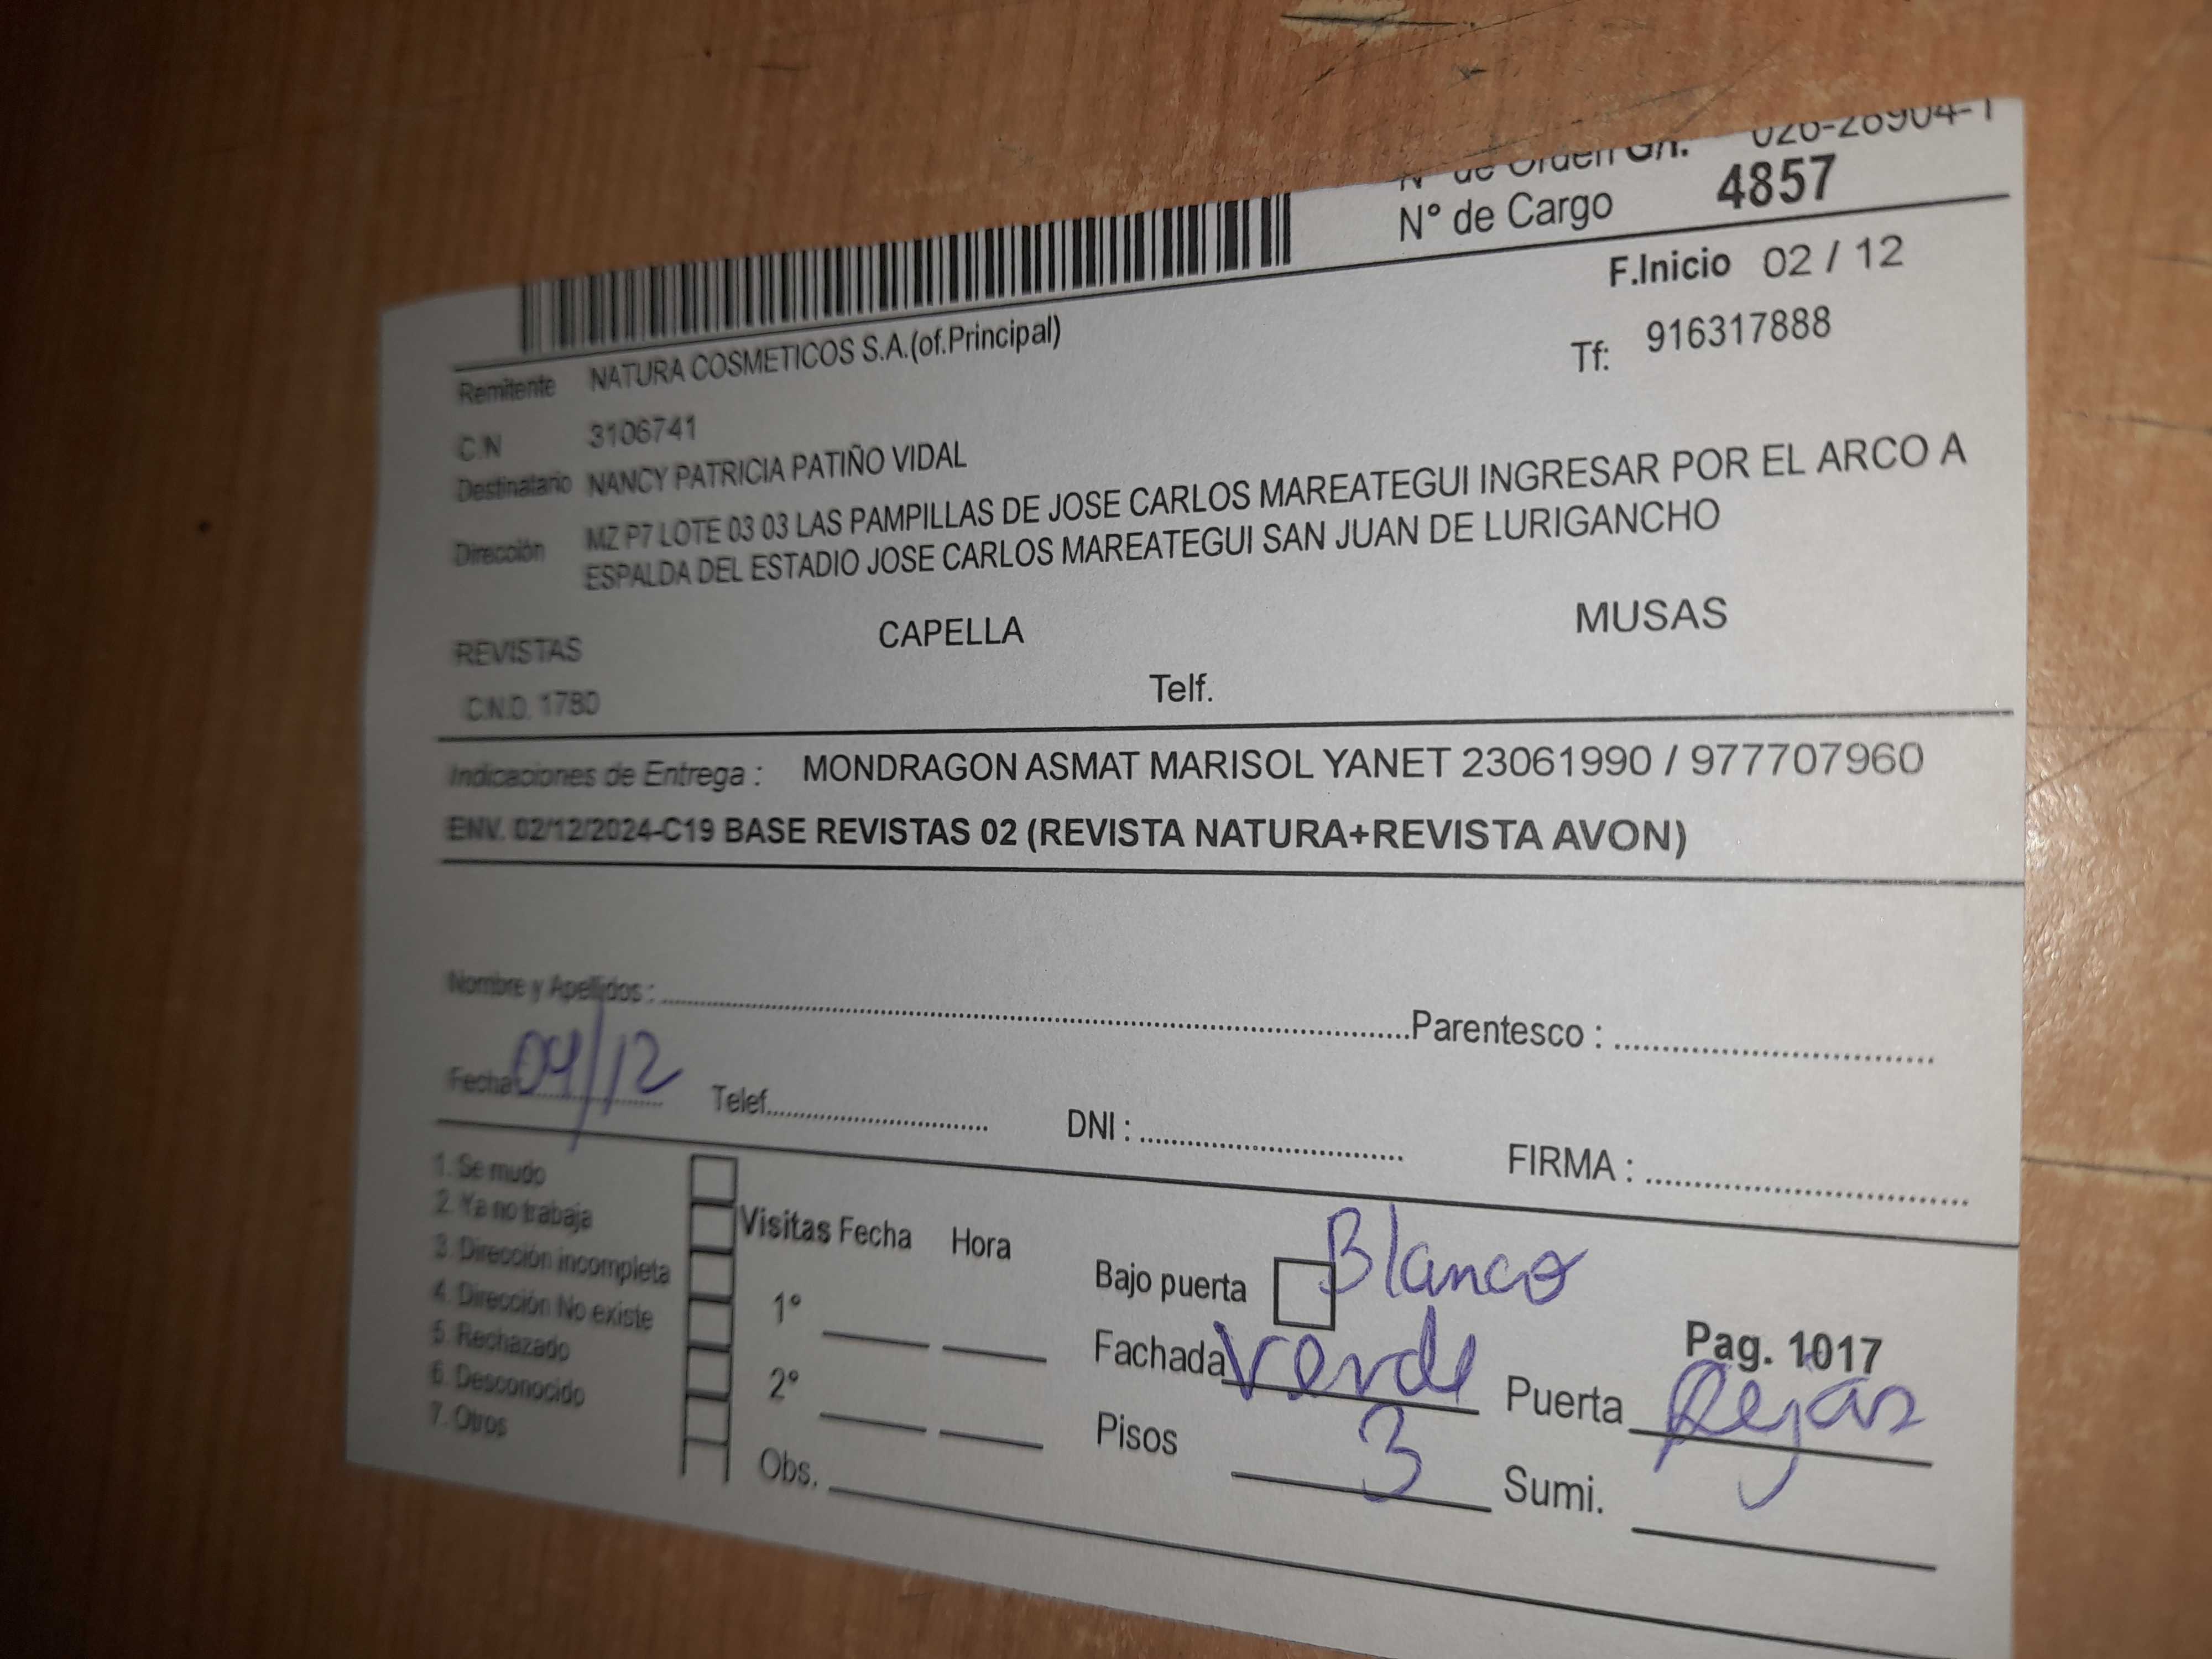 N° de Orden G/R. 026-28904-1
N° de Cargo 4857
F.Inicio 02 / 12
Remitente NATURA COSMETICOS S.A.(of.Principal)
Tf: 916317888
C.N 3106741
Destinatario NANCY PATRICIA PATIÑO VIDAL
Dirección MZ P7 LOTE 03 03 LAS PAMPILLAS DE JOSE CARLOS MAREATEGUI INGRESAR POR EL ARCO A
ESPALDA DEL ESTADIO JOSE CARLOS MAREATEGUI SAN JUAN DE LURIGANCHO
REVISTAS CAPELLA MUSAS
C.N.D. 1780 Telf.
Indicaciones de Entrega : MONDRAGON ASMAT MARISOL YANET 23061990 / 977707960
ENV. 02/12/2024-C19 BASE REVISTAS 02 (REVISTA NATURA+REVISTA AVON)
Nombre y Apellidos : Parentesco :
Fecha 04/12 Telef. DNI : FIRMA :
1. Se mudo
2. Ya no trabaja
3. Dirección incompleta
4. Dirección No existe
5. Rechazado
6. Desconocido
7. Otros
Visitas Fecha Hora
1°
2°
Obs.
Bajo puerta Blanco
Pag. 1017
Fachada Verde Puerta Rejas
Pisos 3 Sumi.